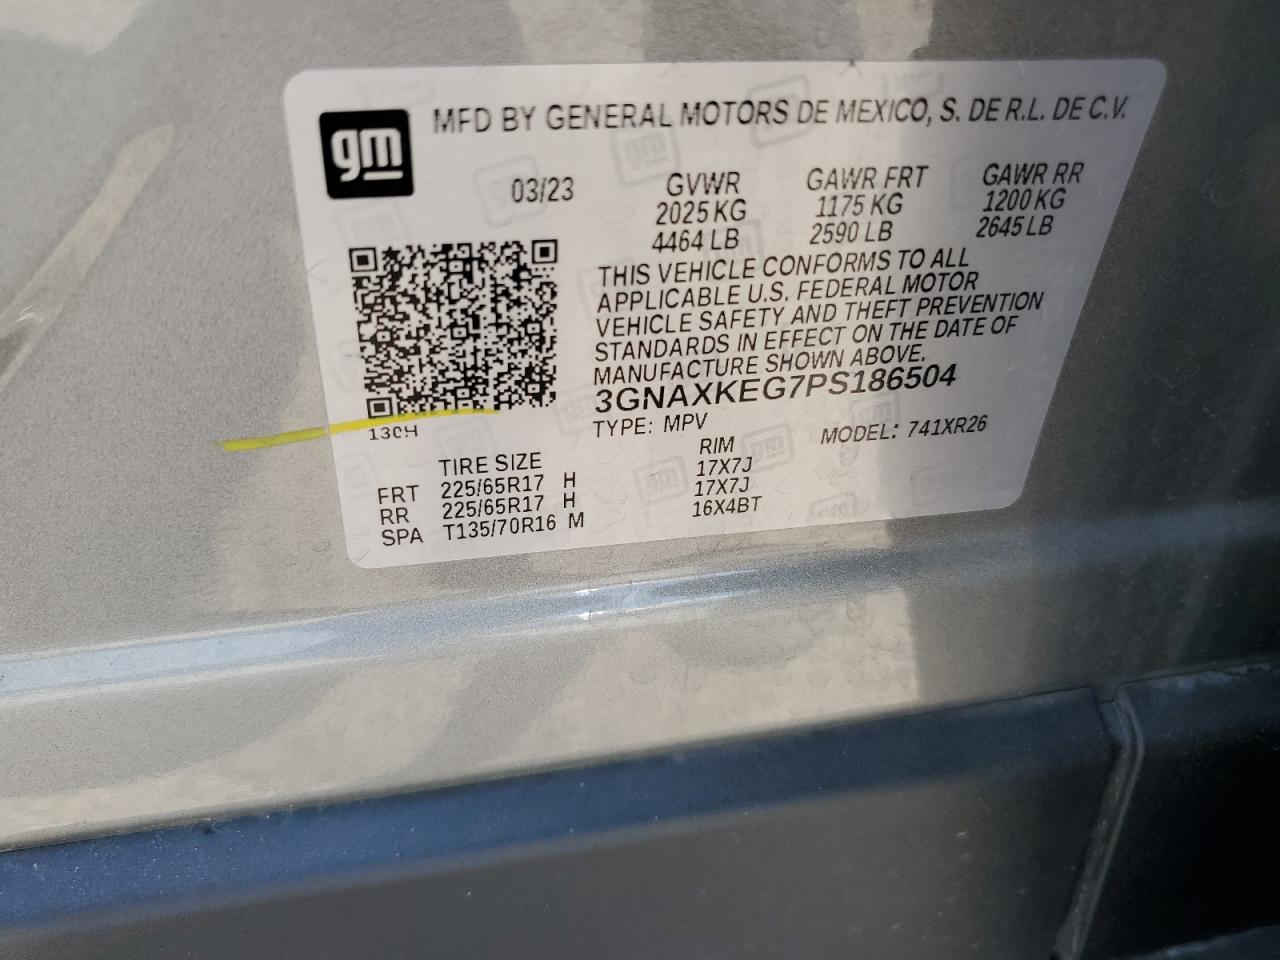 gm
MFD BY GENERAL MOTORS DE MEXICO, S. DE R.L. DE C.V.
03/23
GVWR GAWR FRT GAWR RR
2025 KG 1175 KG 1200 KG
4464 LB 2590 LB 2645 LB
THIS VEHICLE CONFORMS TO ALL
APPLICABLE U.S. FEDERAL MOTOR
VEHICLE SAFETY AND THEFT PREVENTION
STANDARDS IN EFFECT ON THE DATE OF
MANUFACTURE SHOWN ABOVE.
3GNAXKEG7PS186504
TYPE: MPV MODEL: 741XR26
130H
TIRE SIZE RIM
FRT 225/65R17 H 17X7J
RR 225/65R17 H 17X7J
SPA T135/70R16 M 16X4BT